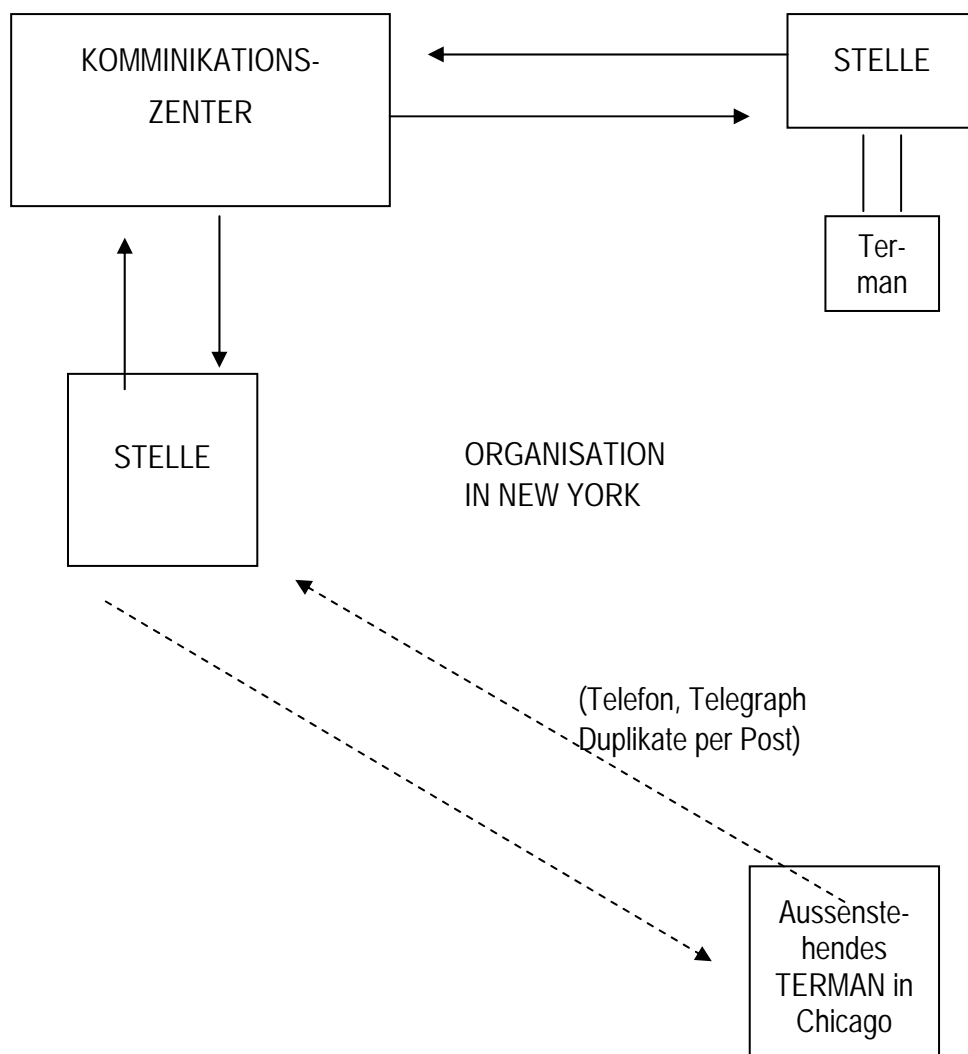 KOMMINIKATIONS-
ZENTER
STELLE
Ter-
man
STELLE
ORGANISATION
IN NEW YORK
(Telefon, Telegraph
Duplikate per Post)
Aussenste-
hendes
TERMAN in
Chicago